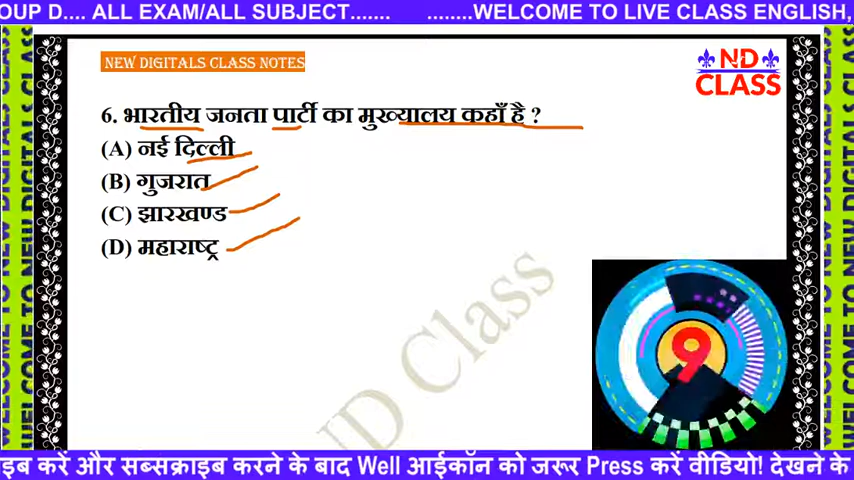 OUP D.... ALL EXAM/ALL SUBJECT....... ........WELCOME TO LIVE CLASS ENGLISH,
NEW DIGITALS CLASS NOTES
ND
CLASS
6. भारतीय जनता पार्टी का मुख्यालय कहाँ है ?
(A) नई दिल्ली
(B) गुजरात
(C) झारखण्ड
(D) महाराष्ट्र
9
ND Class
इब करें और सब्सक्राइब करने के बाद Well आईकॉन को जरूर Press करें वीडियो! देखने के